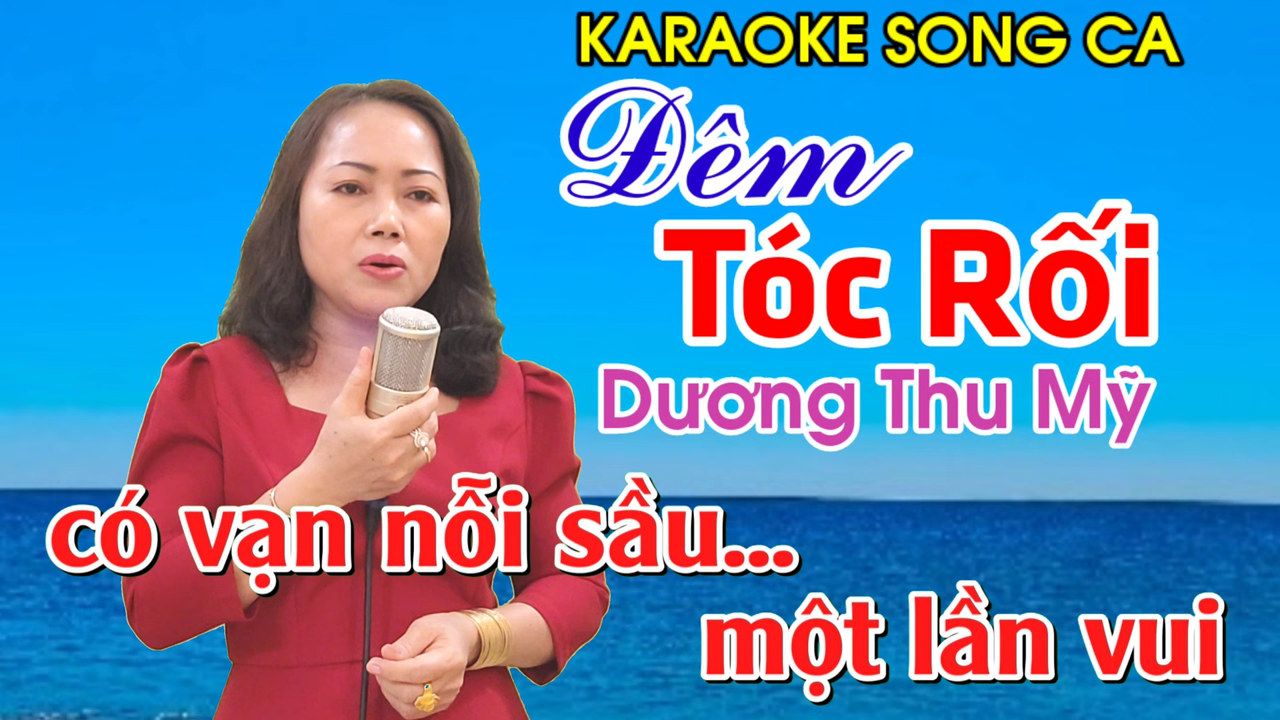 KARAOKE SONG CA
Đêm
Tóc Rối
Dương Thu Mỹ
có vạn nỗi sầu...
một lần vui